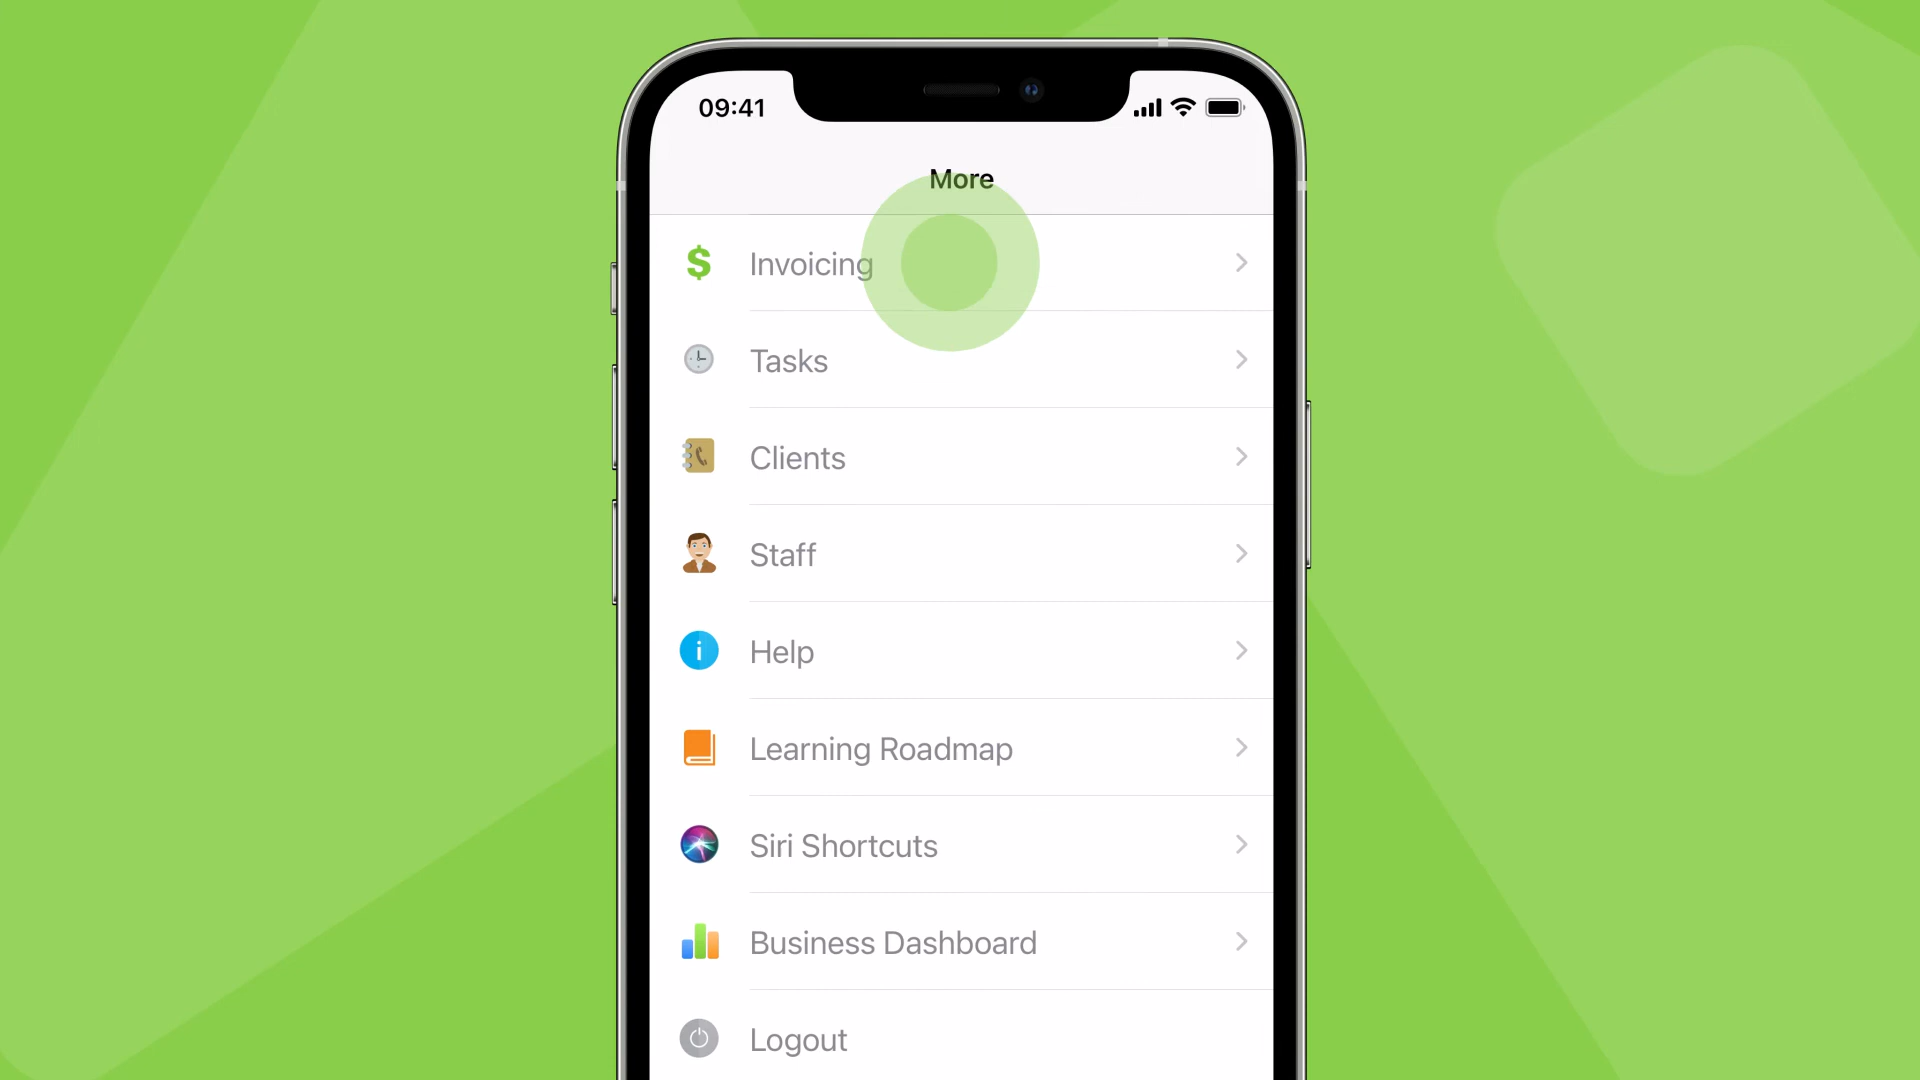 09:41
More
Invoicing
Tasks
Clients
Staff
Help
Learning Roadmap
Siri Shortcuts
Business Dashboard
Logout